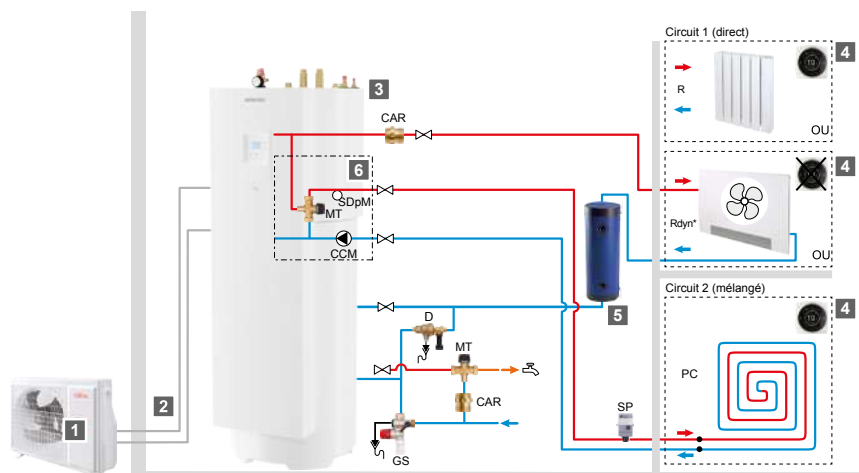 Circuit 1 (direct)
4
3
R
CAR
OU
4
6
SDpM
MT
Rdyn*
CCM
OU
Circuit 2 (mélangé)
4
D
5
MT
PC
2
CAR
SP
1
GS